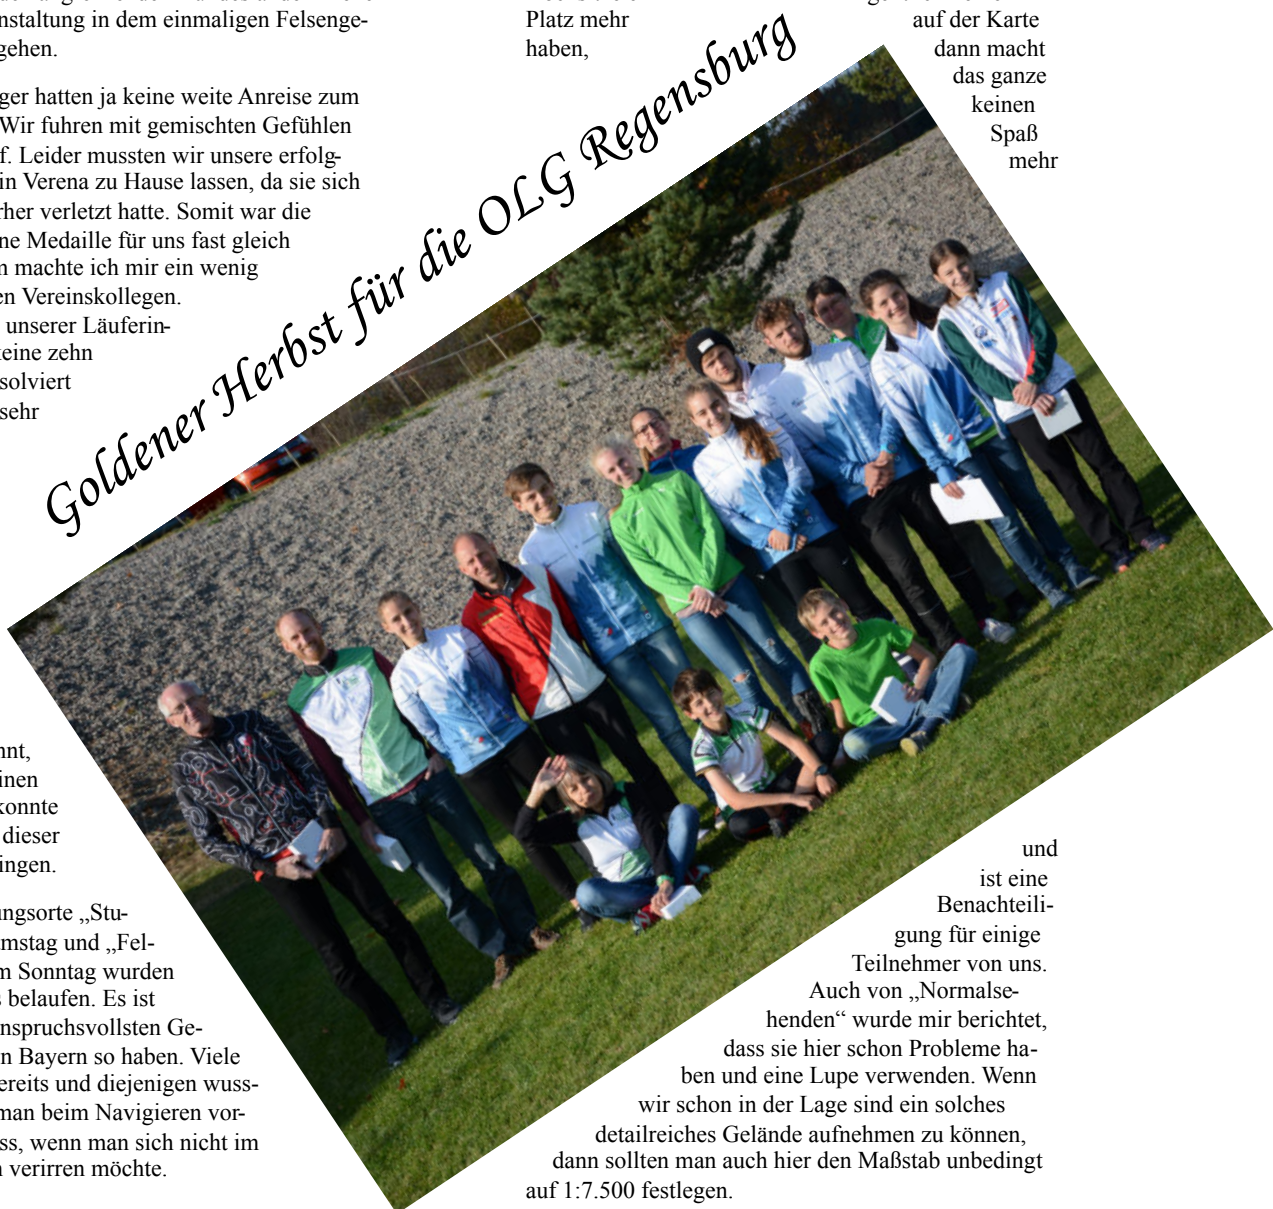 nstaltung in dem einmaligen Felsenge-
gehen.
ger hatten ja keine weite Anreise zum
Wir fuhren mit gemischten Gefühlen
f. Leider mussten wir unsere erfolg-
in Verena zu Hause lassen, da sie sich
rher verletzt hatte. Somit war die
ne Medaille für uns fast gleich
n machte ich mir ein wenig
en Vereinskollegen.
unserer Läuferin-
keine zehn
solviert
sehr
nnt,
inen
konnte
dieser
ingen.
ungsorte „Stu-
mstag und „Fel-
m Sonntag wurden
s belaufen. Es ist
nspruchsvollsten Ge-
n Bayern so haben. Viele
ereits und diejenigen wuss-
man beim Navigieren vor-
ss, wenn man sich nicht im
n verirren möchte.
Goldener Herbst für die OLG Regensburg
Platz mehr
haben,
auf der Karte
dann macht
das ganze
keinen
Spaß
mehr
und
ist eine
Benachteili-
gung für einige
Teilnehmer von uns.
Auch von „Normalse-
henden“ wurde mir berichtet,
dass sie hier schon Probleme ha-
ben und eine Lupe verwenden. Wenn
wir schon in der Lage sind ein solches
detailreiches Gelände aufnehmen zu können,
dann sollten man auch hier den Maßstab unbedingt
auf 1:7.500 festlegen.